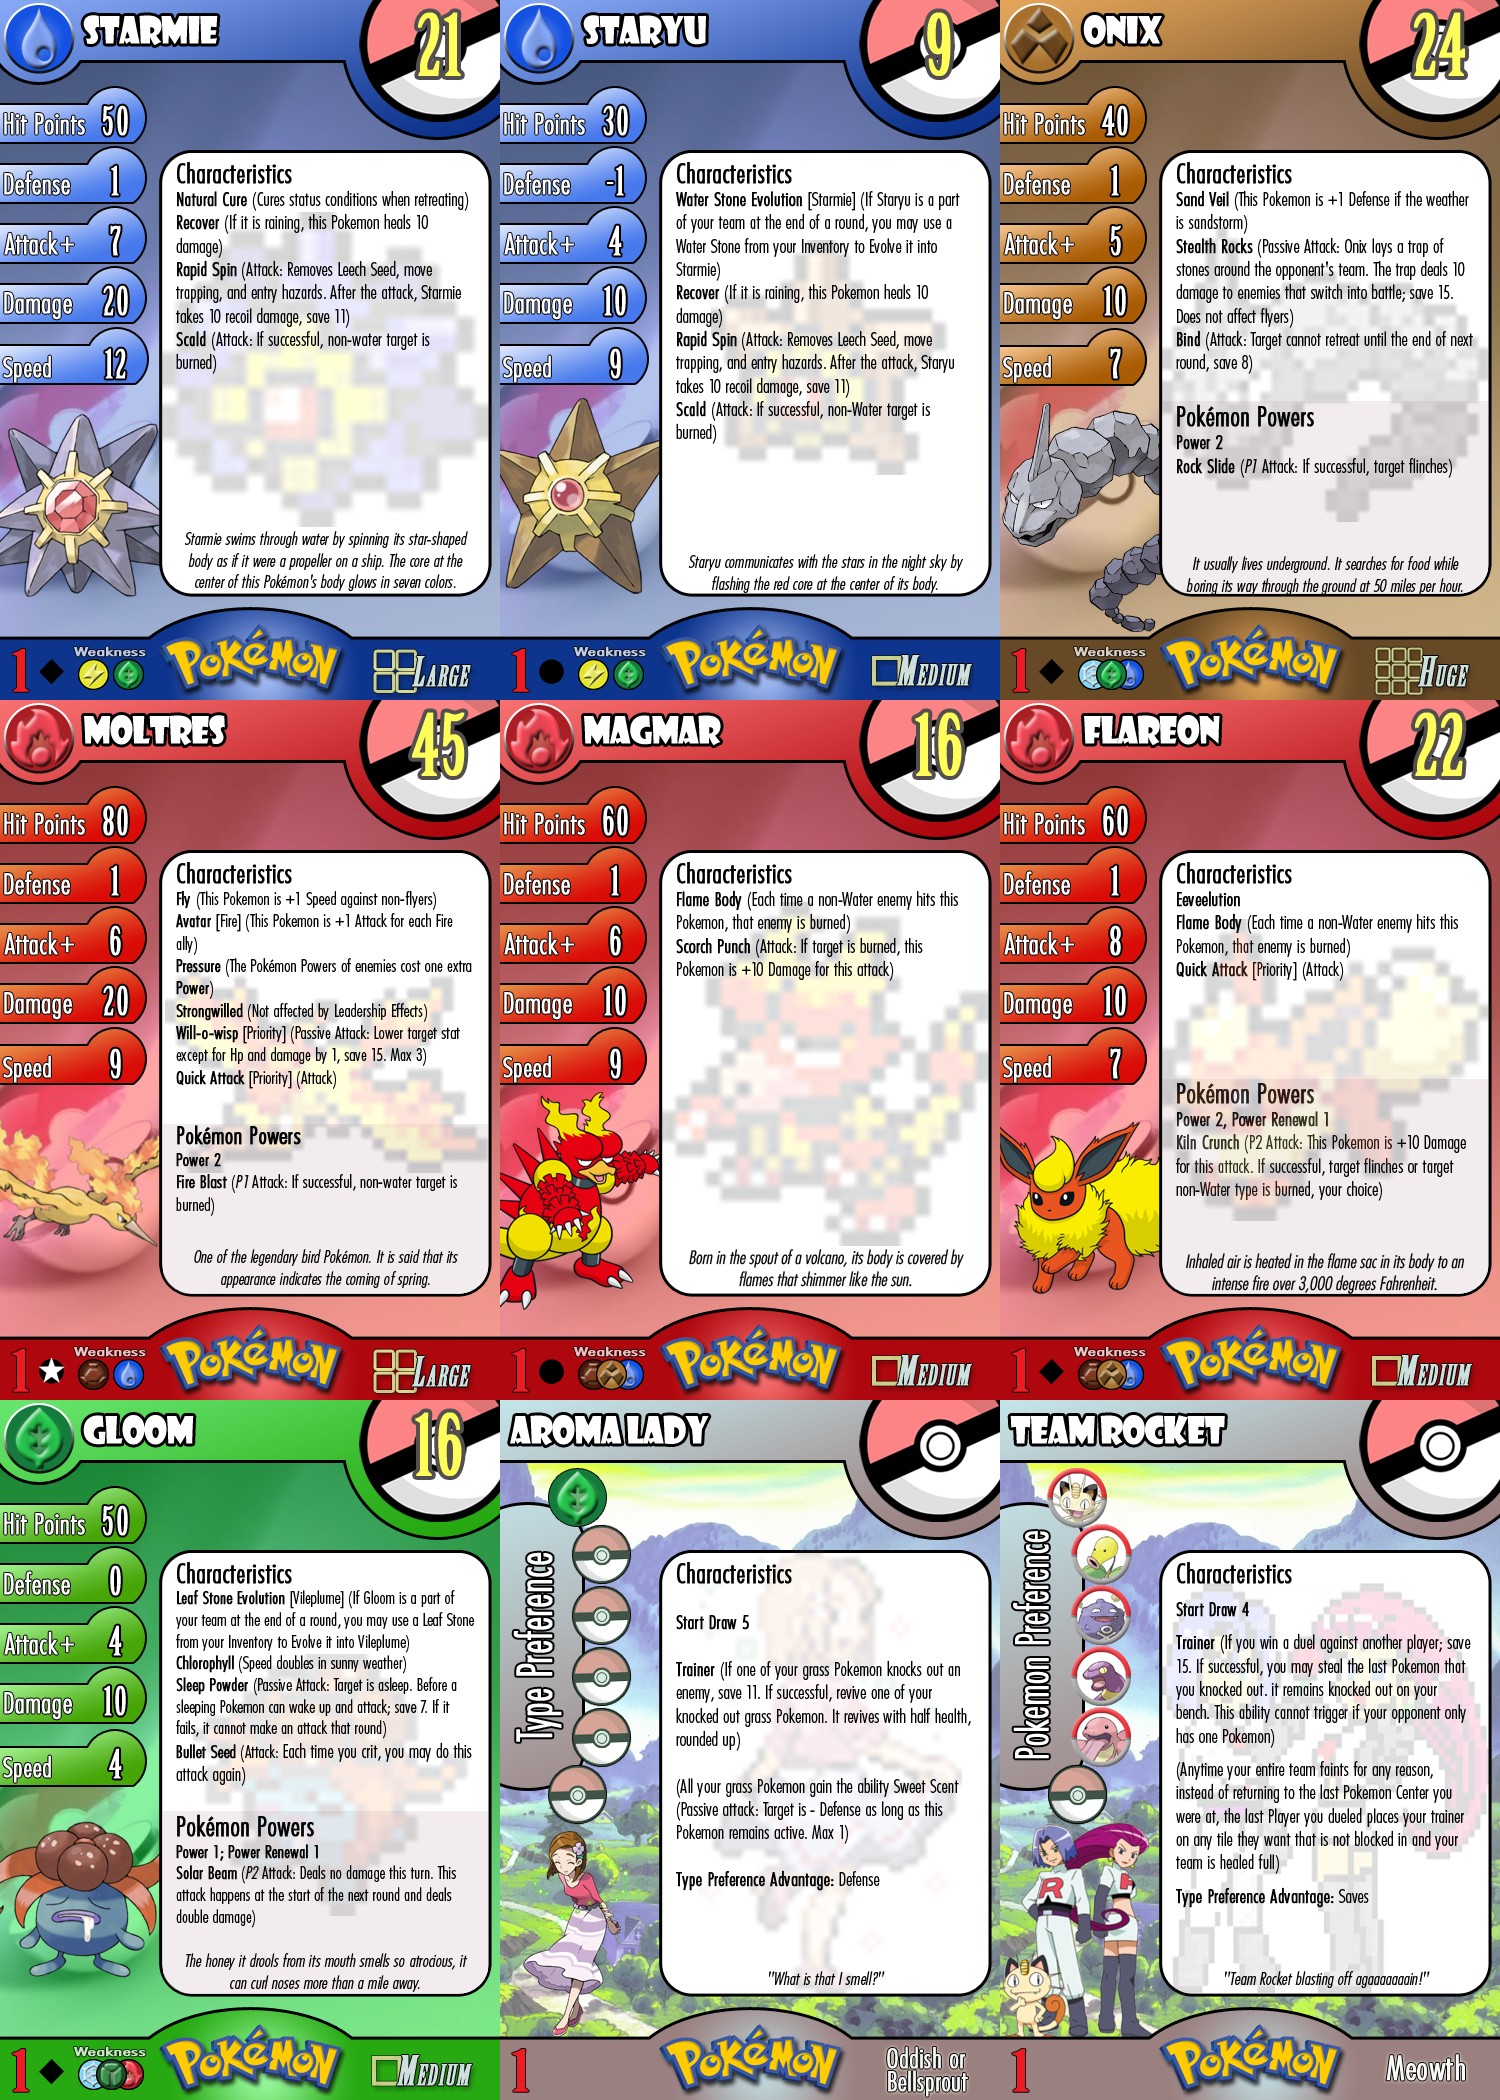 STARMIE
21
Hit Points 50
Defense 1
Attack+ 7
Damage 20
Speed 12
Characteristics
Natural Cure (Cures status conditions when retreating)
Recover (If it is raining, this Pokemon heals 10
damage)
Rapid Spin (Attack: Removes Leech Seed, move
trapping, and entry hazards. After the attack, Starmie
takes 10 recoil damage, save 11)
Scald (Attack: If successful, non-water target is
burned)
Starmie swims through water by spinning its star-shaped
body as if it were a propeller on a ship. The core at the
center of this Pokémon's body glows in seven colors.
1
Weakness
POKéMON
LARGE
STARYU
9
Hit Points 30
Defense -1
Attack+ 4
Damage 10
Speed 9
Characteristics
Water Stone Evolution [Starmie] (If Staryu is a part
of your team at the end of a round, you may use a
Water Stone from your Inventory to Evolve it into
Starmie)
Recover (If it is raining, this Pokemon heals 10
damage)
Rapid Spin (Attack: Removes Leech Seed, move
trapping, and entry hazards. After the attack, Staryu
takes 10 recoil damage, save 11)
Scald (Attack: If successful, non-Water target is
burned)
Staryu communicates with the stars in the night sky by
flashing the red core at the center of its body.
1
Weakness
POKéMON
MEDIUM
ONIX
24
Hit Points 40
Defense 1
Attack+ 5
Damage 10
Speed 7
Characteristics
Sand Veil (This Pokemon is +1 Defense if the weather
is sandstorm)
Stealth Rocks (Passive Attack: Onix lays a trap of
stones around the opponent's team. The trap deals 10
damage to enemies that switch into battle; save 15.
Does not affect flyers)
Bind (Attack: Target cannot retreat until the end of next
round, save 8)
Pokémon Powers
Power 2
Rock Slide (P1 Attack: If successful, target flinches)
It usually lives underground. It searches for food while
boring its way through the ground at 50 miles per hour.
1
Weakness
POKéMON
HUGE
MOLTRES
45
Hit Points 80
Defense 1
Attack+ 6
Damage 20
Speed 9
Characteristics
Fly (This Pokemon is +1 Speed against non-flyers)
Avatar [Fire] (This Pokemon is +1 Attack for each Fire
ally)
Pressure (The Pokémon Powers of enemies cost one extra
Power)
Strongwilled (Not affected by Leadership Effects)
Will-o-wisp [Priority] (Passive Attack: Lower target stat
except for Hp and damage by 1, save 15. Max 3)
Quick Attack [Priority] (Attack)
Pokémon Powers
Power 2
Fire Blast (P1 Attack: If successful, non-water target is
burned)
One of the legendary bird Pokémon. It is said that its
appearance indicates the coming of spring.
1
Weakness
POKéMON
LARGE
MAGMAR
16
Hit Points 60
Defense 1
Attack+ 6
Damage 10
Speed 9
Characteristics
Flame Body (Each time a non-Water enemy hits this
Pokemon, that enemy is burned)
Scorch Punch (Attack: If target is burned, this
Pokemon is +10 Damage for this attack)
Born in the spout of a volcano, its body is covered by
flames that shimmer like the sun.
1
Weakness
POKéMON
MEDIUM
FLAREON
22
Hit Points 60
Defense 1
Attack+ 8
Damage 10
Speed 7
Characteristics
Eeveelution
Flame Body (Each time a non-Water enemy hits this
Pokemon, that enemy is burned)
Quick Attack [Priority] (Attack)
Pokémon Powers
Power 2, Power Renewal 1
Kiln Crunch (P2 Attack: This Pokemon is +10 Damage
for this attack. If successful, target flinches or target
non-Water type is burned, your choice)
Inhaled air is heated in the flame sac in its body to an
intense fire over 3,000 degrees Fahrenheit.
1
Weakness
POKéMON
MEDIUM
GLOOM
16
Hit Points 50
Defense 0
Attack+ 4
Damage 10
Speed 4
Characteristics
Leaf Stone Evolution [Vileplume] (If Gloom is a part of
your team at the end of a round, you may use a Leaf Stone
from your Inventory to Evolve it into Vileplume)
Chlorophyll (Speed doubles in sunny weather)
Sleep Powder (Passive Attack: Target is asleep. Before a
sleeping Pokemon can wake up and attack; save 7. If it
fails, it cannot make an attack that round)
Bullet Seed (Attack: Each time you crit, you may do this
attack again)
Pokémon Powers
Power 1; Power Renewal 1
Solar Beam (P2 Attack: Deals no damage this turn. This
attack happens at the start of the next round and deals
double damage)
The honey it drools from its mouth smells so atrocious, it
can curl noses more than a mile away.
1
Weakness
POKéMON
MEDIUM
AROMA LADY
Type Preference
Characteristics
Start Draw 5
Trainer (If one of your grass Pokemon knocks out an
enemy, save 11. If successful, revive one of your
knocked out grass Pokemon. It revives with half health,
rounded up)
(All your grass Pokemon gain the ability Sweet Scent
(Passive attack: Target is - Defense as long as this
Pokemon remains active. Max 1)
Type Preference Advantage: Defense
"What is that I smell?"
1
POKéMON
Oddish or
Bellsprout
TEAM ROCKET
Pokemon Preference
Characteristics
Start Draw 4
Trainer (If you win a duel against another player; save
15. If successful, you may steal the last Pokemon that
you knocked out. it remains knocked out on your
bench. This ability cannot trigger if your opponent only
has one Pokemon)
(Anytime your entire team faints for any reason,
instead of returning to the last Pokemon Center you
were at, the last Player you dueled places your trainer
on any tile they want that is not blocked in and your
team is healed full)
Type Preference Advantage: Saves
"Team Rocket blasting off agaaaaaaain!"
R
1
POKéMON
Meowth